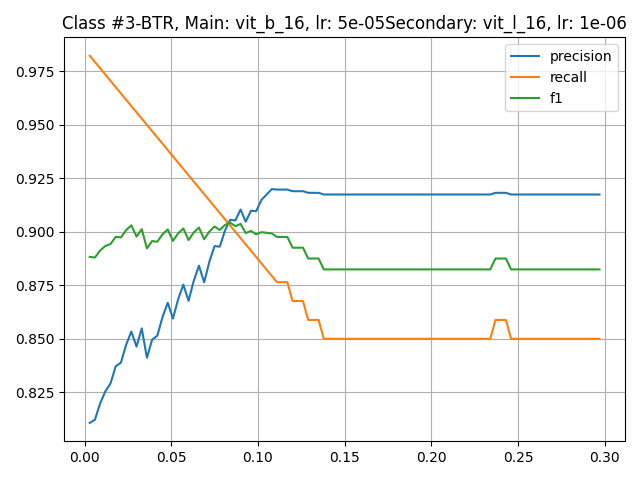 Class #3-BTR, Main: vit_b_16, lr: 5e-05Secondary: vit_l_16, lr: 1e-06
precision
recall
f1
0.975
0.950
0.925
0.900
0.875
0.850
0.825
0.00 0.05 0.10 0.15 0.20 0.25 0.30